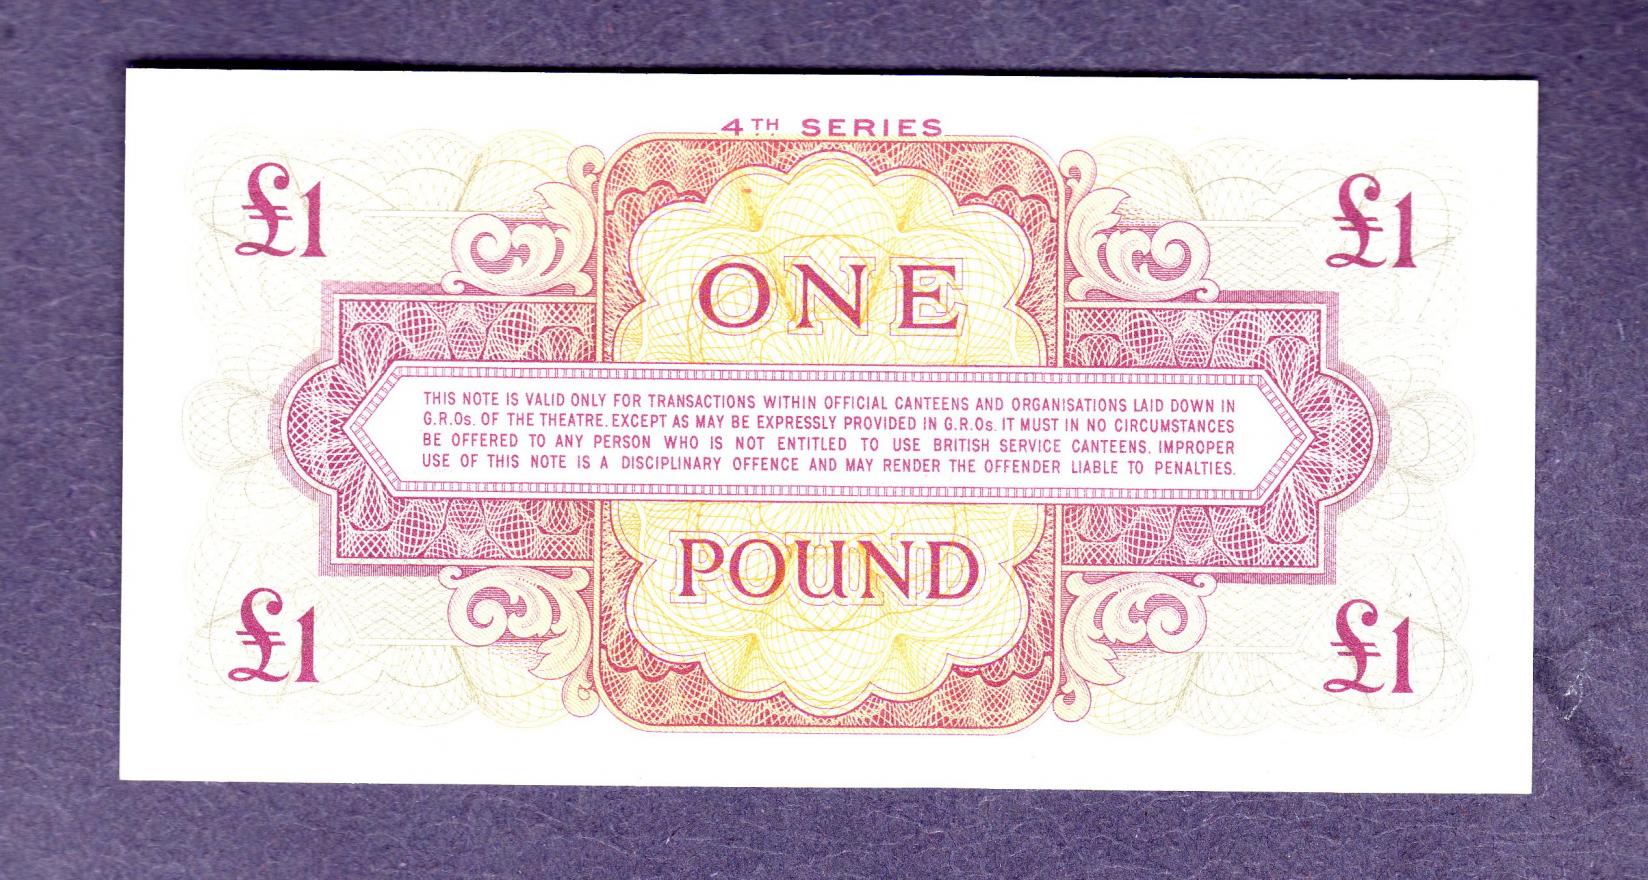 4TH SERIES
£1 £1
ONE
THIS NOTE IS VALID ONLY FOR TRANSACTIONS WITHIN OFFICIAL CANTEENS AND ORGANISATIONS LAID DOWN IN
G.R.Os. OF THE THEATRE. EXCEPT AS MAY BE EXPRESSLY PROVIDED IN G.R.Os. IT MUST IN NO CIRCUMSTANCES
BE OFFERED TO ANY PERSON WHO IS NOT ENTITLED TO USE BRITISH SERVICE CANTEENS. IMPROPER
USE OF THIS NOTE IS A DISCIPLINARY OFFENCE AND MAY RENDER THE OFFENDER LIABLE TO PENALTIES.
POUND
£1 £1